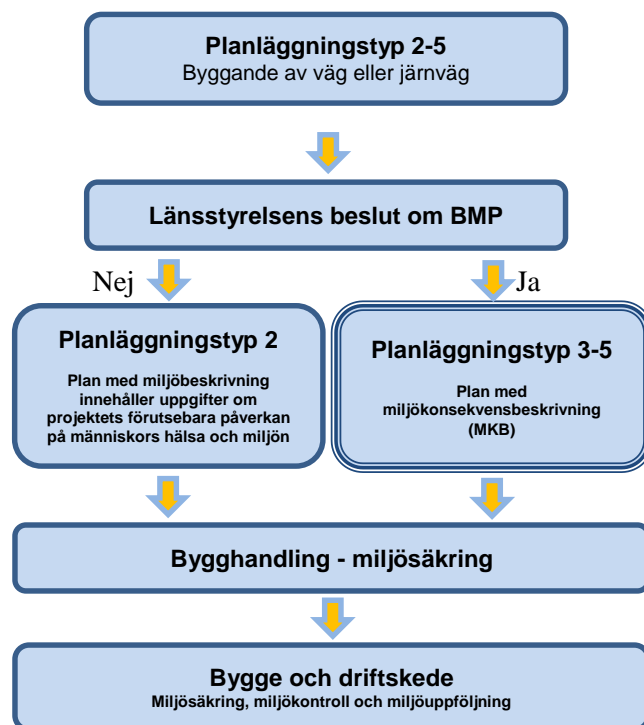 Planläggningstyp 2-5
Byggande av väg eller järnväg
Länsstyrelsens beslut om BMP
Nej
Ja
Planläggningstyp 2
Plan med miljöbeskrivning
innehåller uppgifter om
projektets förutsebara påverkan
på människors hälsa och miljön
Planläggningstyp 3-5
Plan med
miljökonsekvensbeskrivning
(MKB)
Bygghandling - miljösäkring
Bygge och driftskede
Miljösäkring, miljökontroll och miljöuppföljning